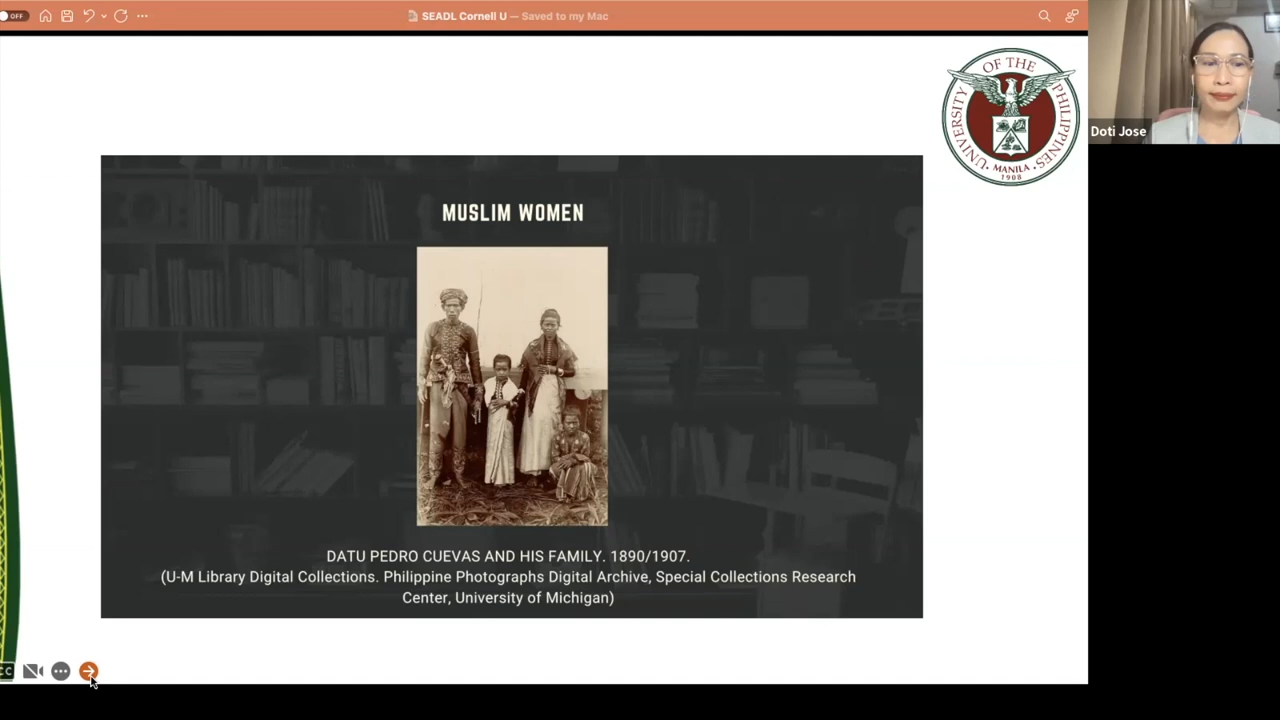 OFF
SEADL Cornell U — Saved to my Mac
UNIVERSITY OF THE PHILIPPINES
MANILA
1908
Doti Jose
MUSLIM WOMEN
DATU PEDRO CUEVAS AND HIS FAMILY. 1890/1907.
(U-M Library Digital Collections. Philippine Photographs Digital Archive, Special Collections Research
Center, University of Michigan)
CC